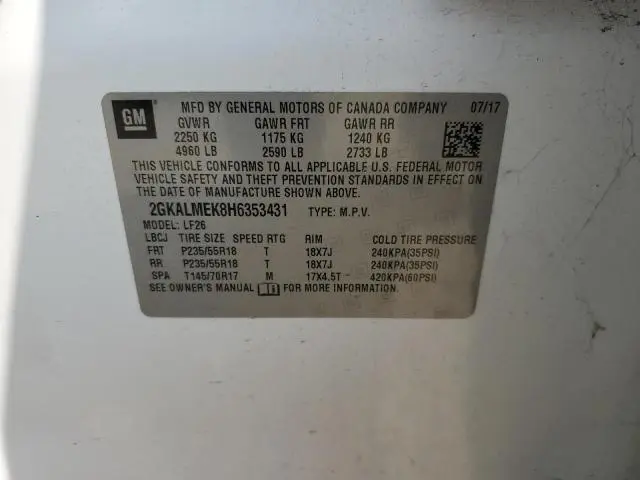 GM
MFD BY GENERAL MOTORS OF CANADA COMPANY 07/17
GVWR GAWR FRT GAWR RR
2250 KG 1175 KG 1240 KG
4960 LB 2590 LB 2733 LB
THIS VEHICLE CONFORMS TO ALL APPLICABLE U.S. FEDERAL MOTOR
VEHICLE SAFETY AND THEFT PREVENTION STANDARDS IN EFFECT ON
THE DATE OF MANUFACTURE SHOWN ABOVE.
2GKALMEK8H6353431 TYPE: M.P.V.
MODEL: LF26
LBCJ TIRE SIZE SPEED RTG RIM COLD TIRE PRESSURE
FRT P235/55R18 T 18X7J 240KPA(35PSI)
RR P235/55R18 T 18X7J 240KPA(35PSI)
SPA T145/70R17 M 17X4.5T 420KPA(60PSI)
SEE OWNER'S MANUAL FOR MORE INFORMATION.